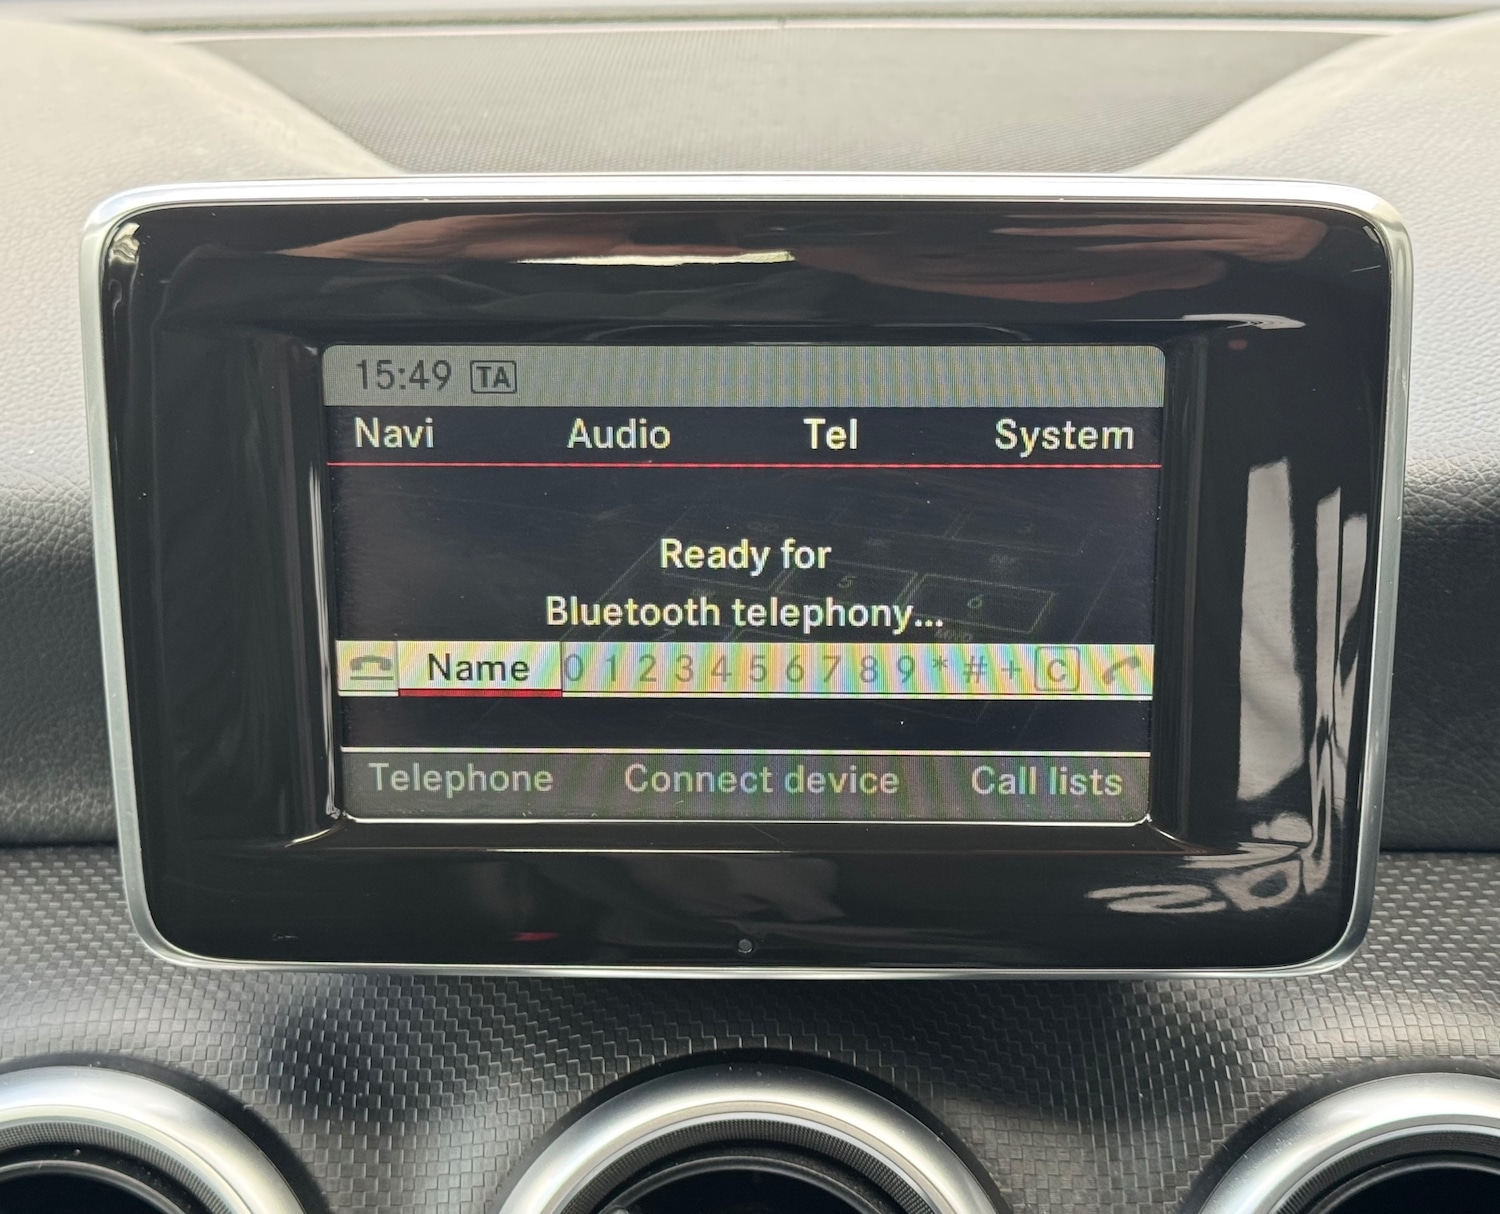 15:49 TA
Navi Audio Tel System
Ready for
Bluetooth telephony...
Name 0 1 2 3 4 5 6 7 8 9 * # + C
Telephone Connect device Call lists